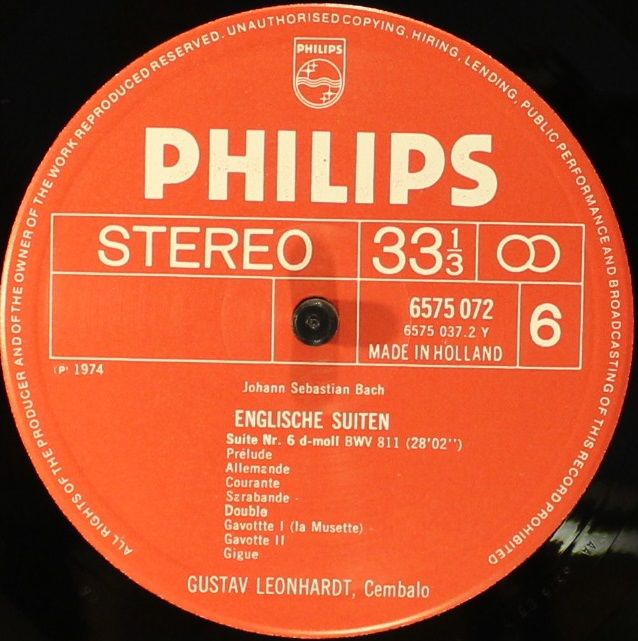 ALL RIGHTS OF THE PRODUCER AND OF THE OWNER OF THE WORK REPRODUCED RESERVED. UNAUTHORISED COPYING, HIRING, LENDING, PUBLIC PERFORMANCE AND BROADCASTING OF THIS RECORD PROHIBITED
PHILIPS
PHILIPS
STEREO 33 1/3
6575 072
6575 037.2 Y
6
MADE IN HOLLAND
(P) 1974
Johann Sebastian Bach
ENGLISCHE SUITEN
Suite Nr. 6 d-moll BWV 811 (28'02'')
Prélude
Allemande
Courante
Sarabande -
Double
Gavottte I (la Musette) -
Gavotte II
Gigue
GUSTAV LEONHARDT, Cembalo